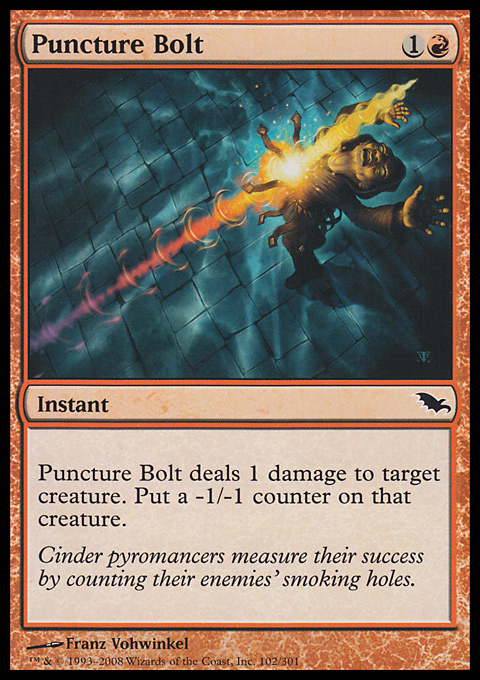 Puncture Bolt 1
Instant
Puncture Bolt deals 1 damage to target
creature. Put a -1/-1 counter on that
creature.
Cinder pyromancers measure their success
by counting their enemies' smoking holes.
Franz Vohwinkel
™ & © 1993–2008 Wizards of the Coast, Inc. 102/301